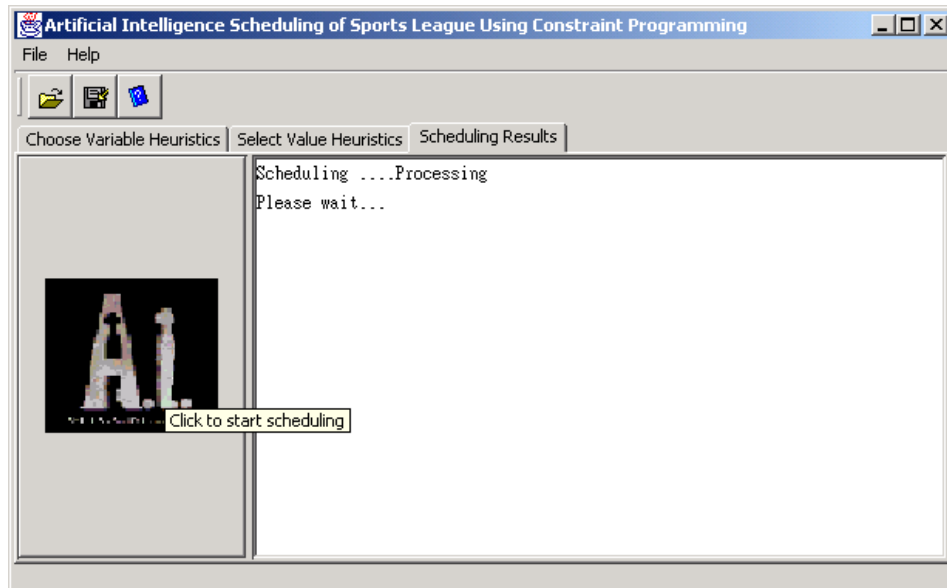 Artificial Intelligence Scheduling of Sports League Using Constraint Programming
File Help
Choose Variable Heuristics Select Value Heuristics Scheduling Results
Scheduling ....Processing
Please wait...
A.I.
Click to start scheduling